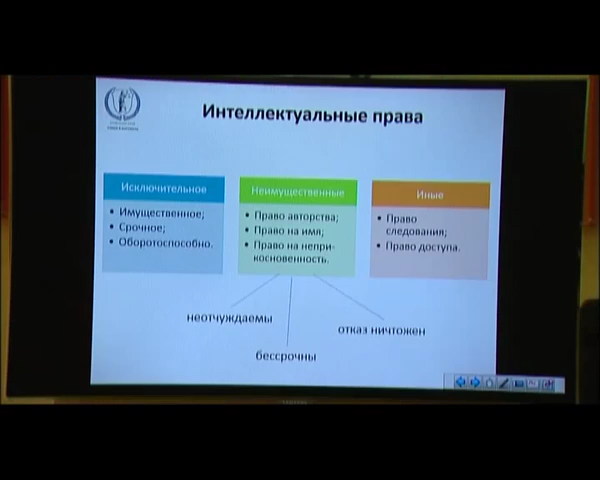 Интеллектуальные права
Исключительное
• Имущественное;
• Срочное;
• Оборотоспособно.
Неимущественные
• Право авторства;
• Право на имя;
• Право на непри-
косновенность.
Иные
• Право
следования;
• Право доступа.
неотчуждаемы
бессрочны
отказ ничтожен